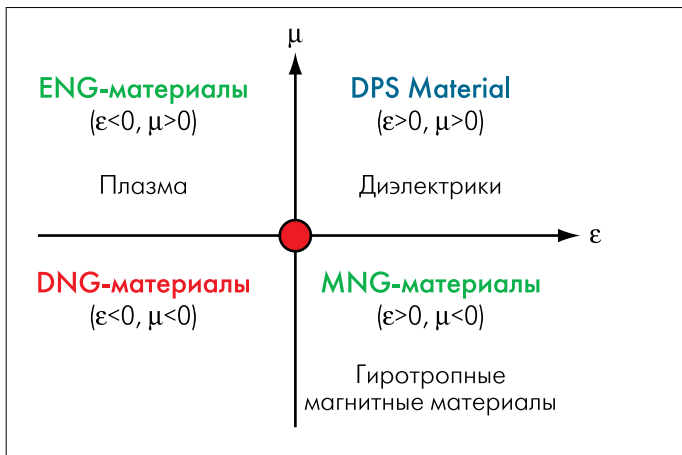 μ
ENG-материалы
(ε<0, μ>0)
Плазма
DPS Material
(ε>0, μ>0)
Диэлектрики
ε
DNG-материалы
(ε<0, μ<0)
MNG-материалы
(ε>0, μ<0)
Гиротропные
магнитные материалы